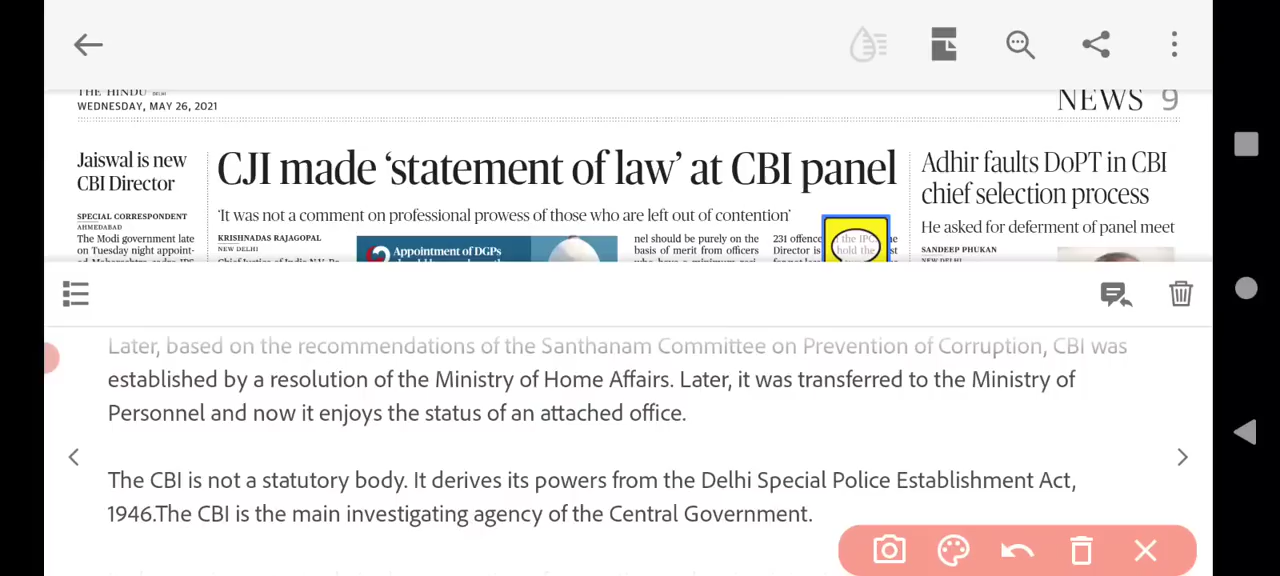 THE HINDU DELHI
WEDNESDAY, MAY 26, 2021
NEWS 9
Jaiswal is new
CBI Director
SPECIAL CORRESPONDENT
AHMEDABAD
The Modi government late
on Tuesday night appoint-
CJI made ‘statement of law’ at CBI panel
‘It was not a comment on professional prowess of those who are left out of contention’
KRISHNADAS RAJAGOPAL
NEW DELHI
Appointment of DGPs
nel should be purely on the
basis of merit from officers
231 offence
Director is
Adhir faults DoPT in CBI
chief selection process
He asked for deferment of panel meet
SANDEEP PHUKAN
NEW DELHI
Later, based on the recommendations of the Santhanam Committee on Prevention of Corruption, CBI was
established by a resolution of the Ministry of Home Affairs. Later, it was transferred to the Ministry of
Personnel and now it enjoys the status of an attached office.
The CBI is not a statutory body. It derives its powers from the Delhi Special Police Establishment Act,
1946.The CBI is the main investigating agency of the Central Government.